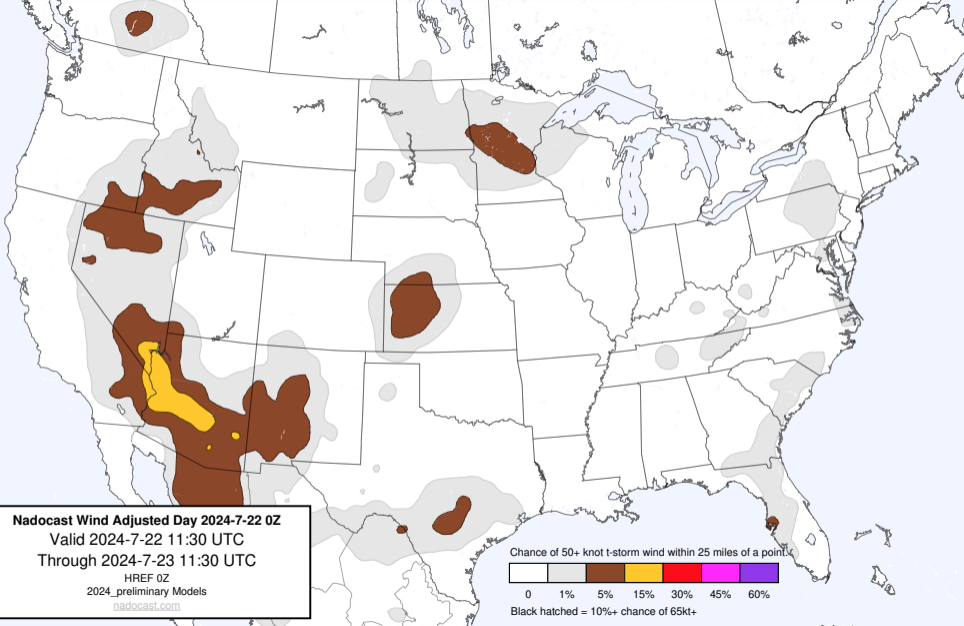 Nadocast Wind Adjusted Day 2024-7-22 0Z
Valid 2024-7-22 11:30 UTC
Through 2024-7-23 11:30 UTC
HREF 0Z
2024_preliminary Models
nadocast.com
Chance of 50+ knot t-storm wind within 25 miles of a point.
0 1% 5% 15% 30% 45% 60%
Black hatched = 10%+ chance of 65kt+